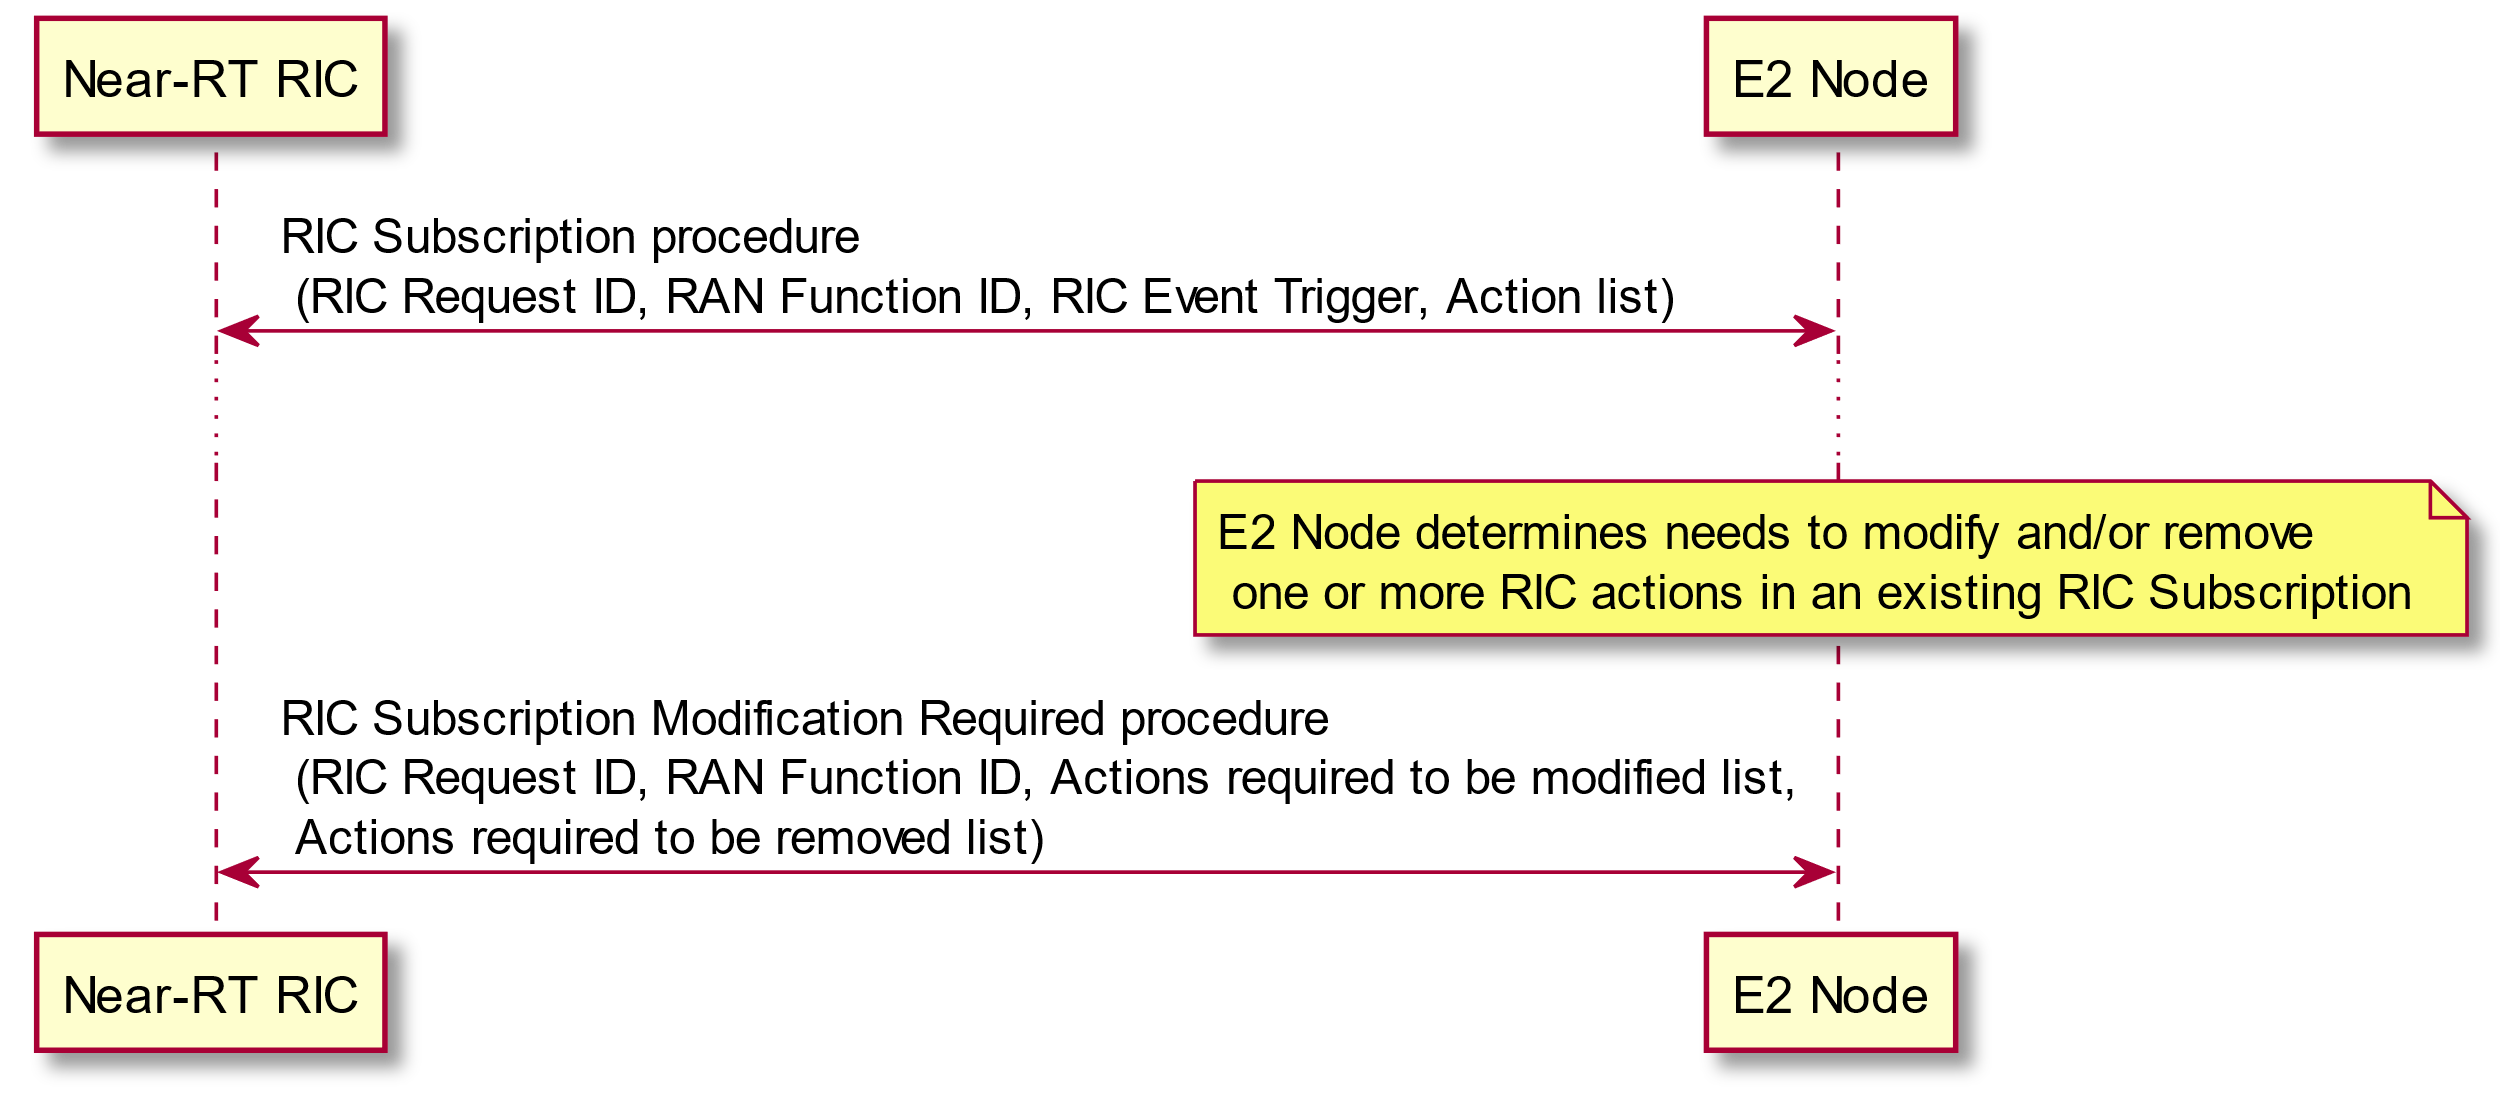 Near-RT RIC
E2 Node
RIC Subscription procedure
(RIC Request ID, RAN Function ID, RIC Event Trigger, Action list)
E2 Node determines needs to modify and/or remove
one or more RIC actions in an existing RIC Subscription
RIC Subscription Modification Required procedure
(RIC Request ID, RAN Function ID, Actions required to be modified list,
Actions required to be removed list)
Near-RT RIC
E2 Node